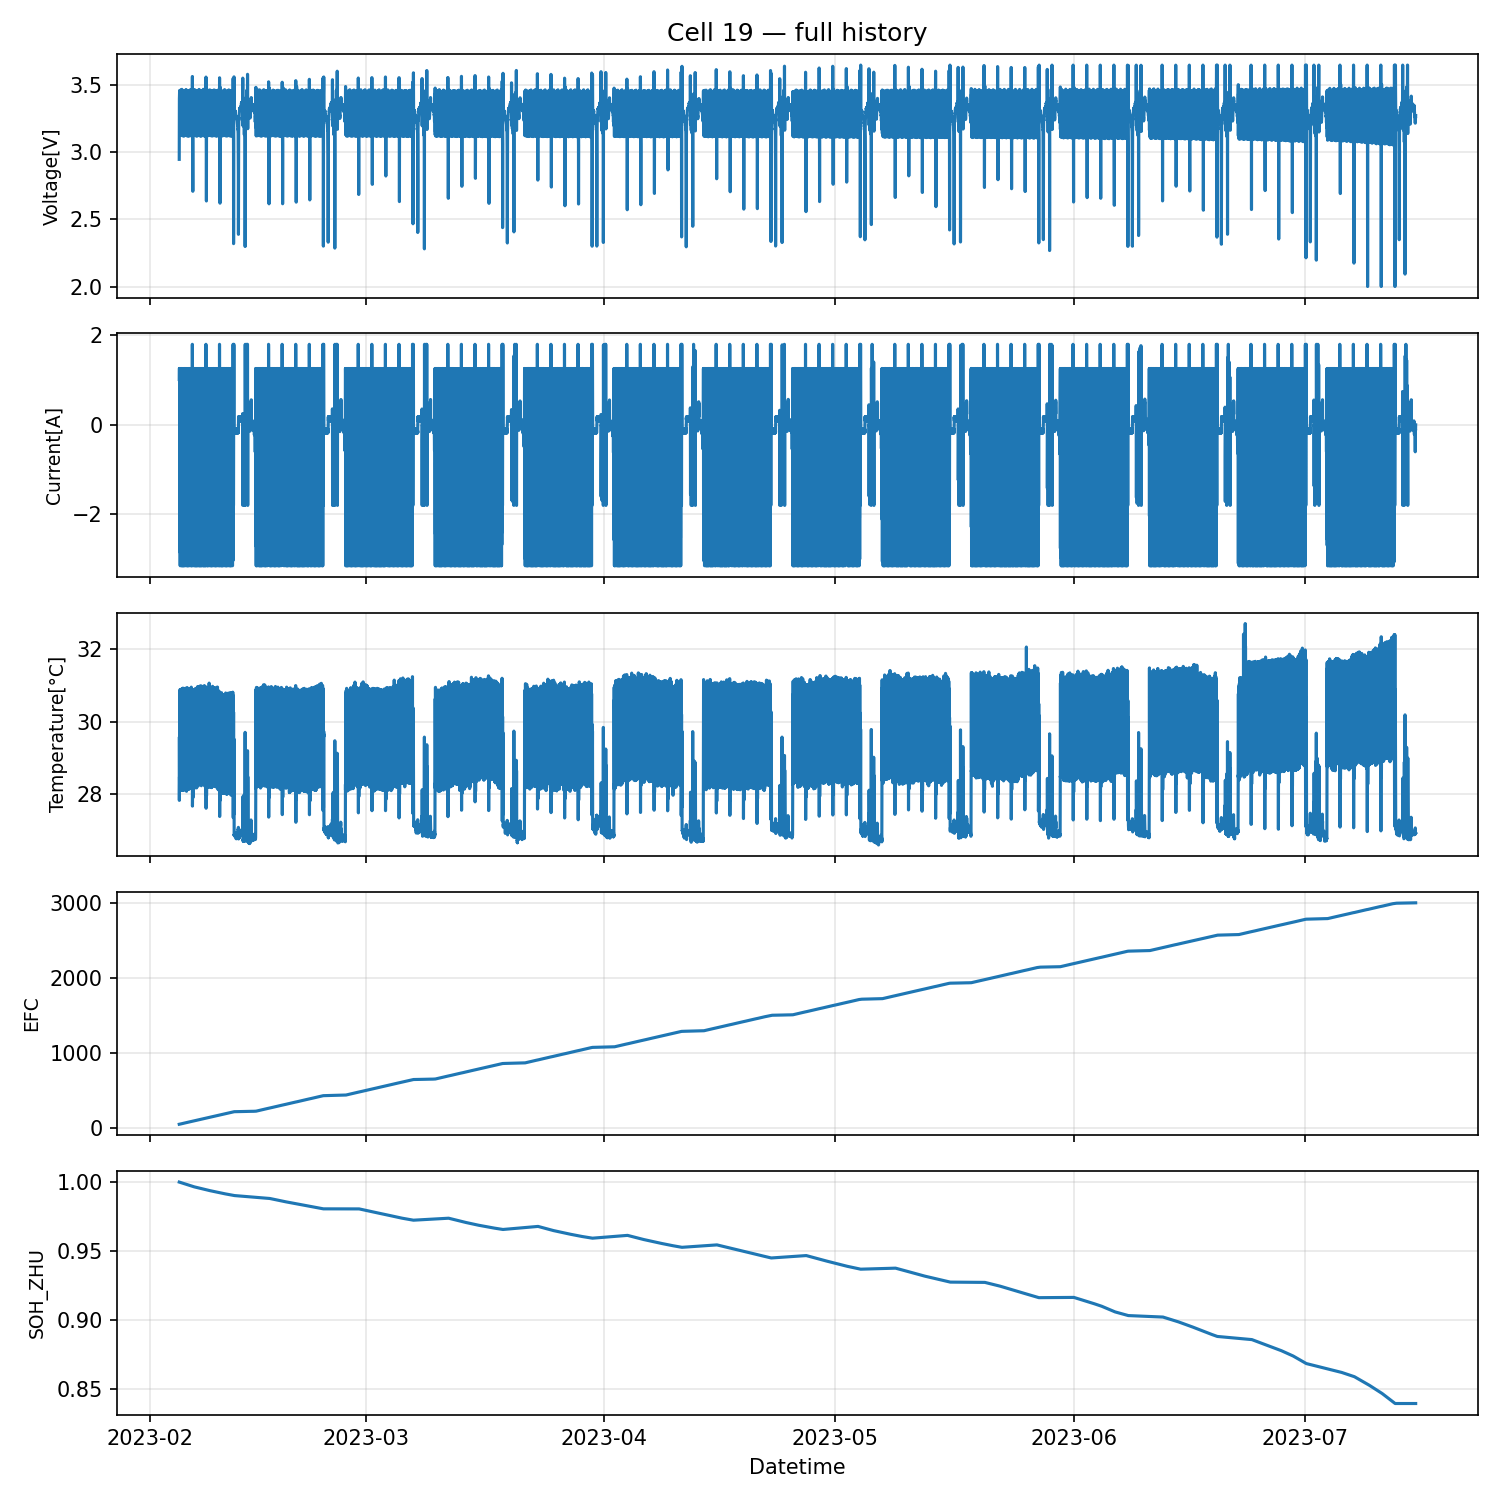 Cell 19 — full history
Voltage[V]
3.5
3.0
2.5
2.0
Current[A]
2
0
−2
Temperature[°C]
32
30
28
EFC
3000
2000
1000
0
SOH_ZHU
1.00
0.95
0.90
0.85
2023-02 2023-03 2023-04 2023-05 2023-06 2023-07
Datetime